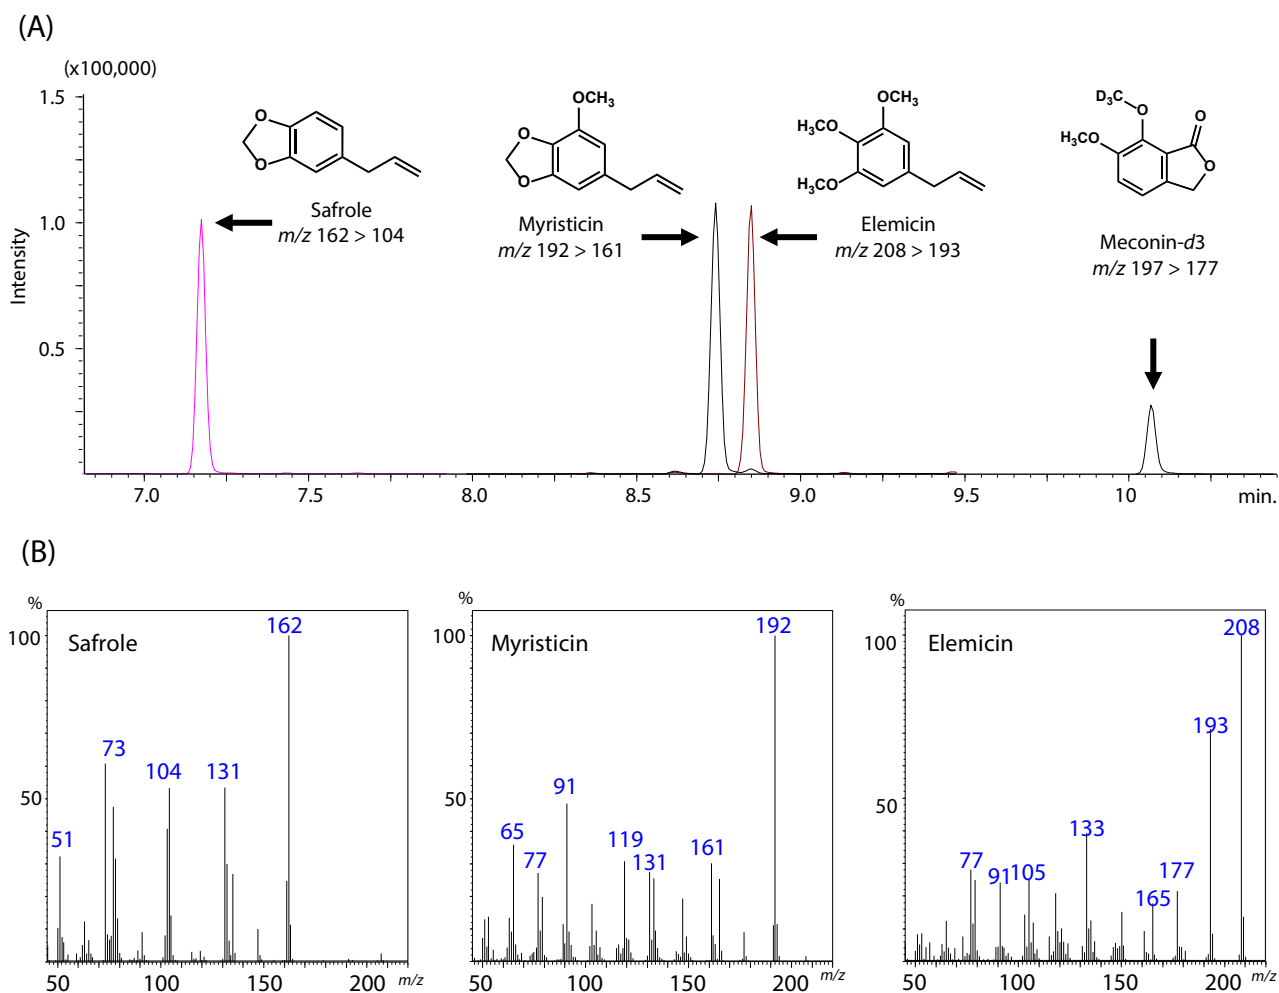 (A)
(x100,000)
1.5
1.0
0.5
Intensity
OCH3
O
O
Safrole
m/z 162 > 104
O
O
Myristicin
m/z 192 > 161
OCH3
H3CO
H3CO
Elemicin
m/z 208 > 193
D3C
O
O
H3CO
O
Meconin-d3
m/z 197 > 177
7.0 7.5 8.0 8.5 9.0 9.5 10 min.
(B)
%
100
50
Safrole
162
73
104
131
51
50 100 150 200 m/z
%
100
50
Myristicin
192
91
65
77
119
131
161
50 100 150 200 m/z
%
100
50
Elemicin
208
193
133
77
91
105
177
165
50 100 150 200 m/z